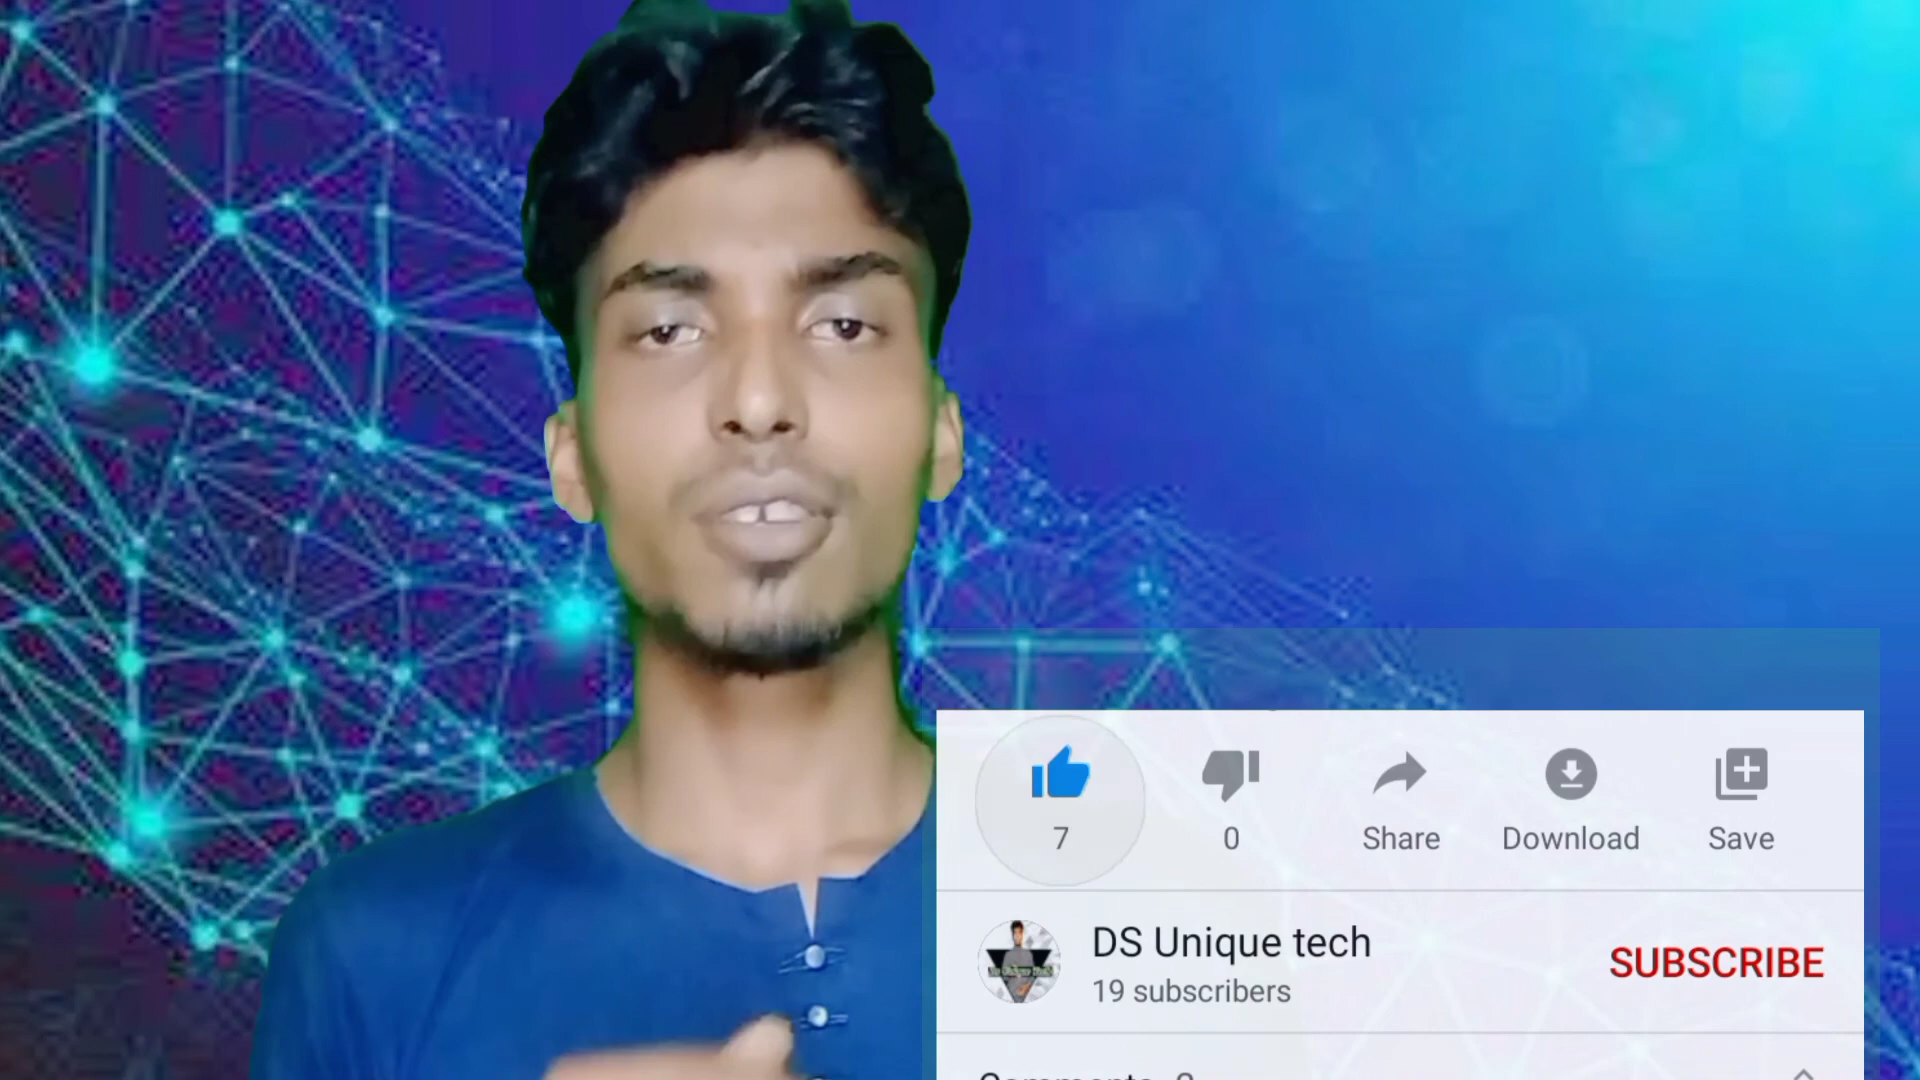 7
0
Share
Download
Save
DS Unique tech
19 subscribers
SUBSCRIBE